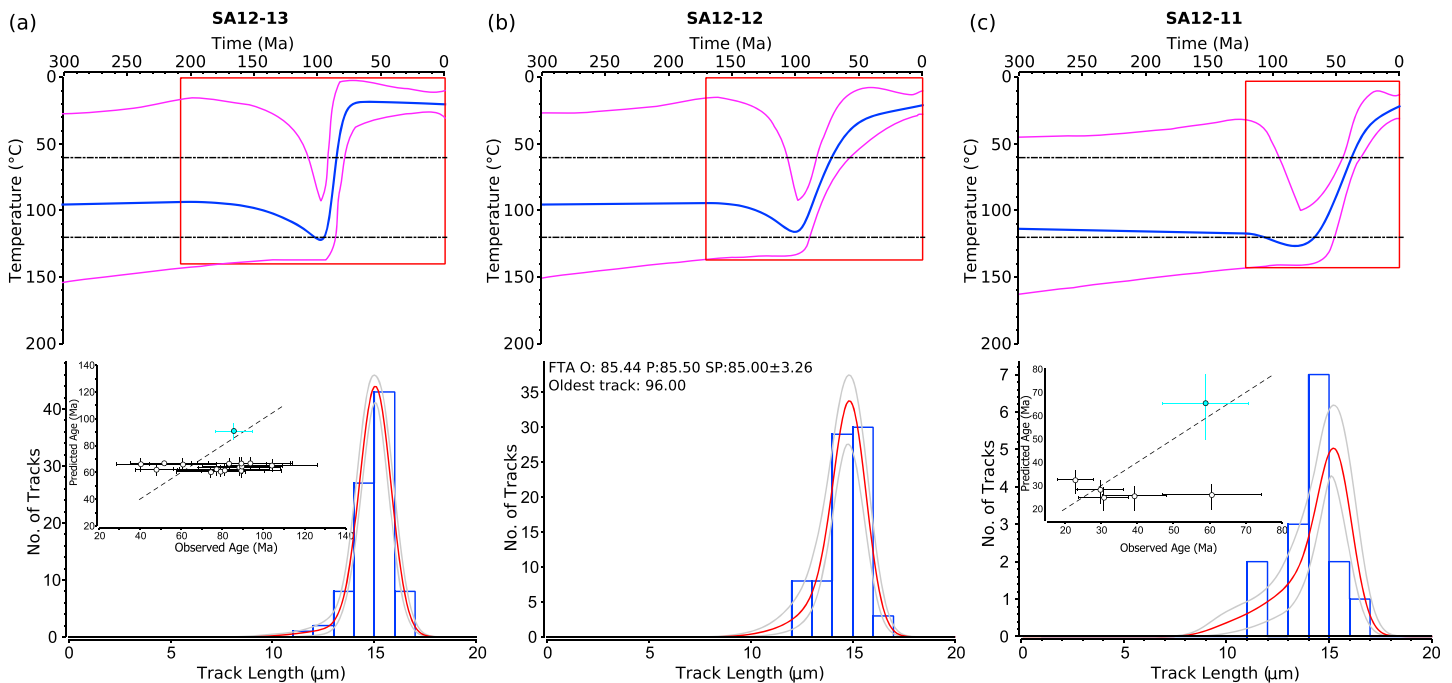 (a)
SA12-13
Time (Ma)
300 250 200 150 100 50 0
Temperature (°C)
0
50
100
150
200
No. of Tracks
40
30
20
10
0
0 5 10 15 20
Track Length (µm)
Predicted Age (Ma)
140
120
100
80
60
40
20
20 40 60 80 100 120 140
Observed Age (Ma)
(b)
SA12-12
Time (Ma)
300 250 200 150 100 50 0
Temperature (°C)
0
50
100
150
200
FTA O: 85.44 P:85.50 SP:85.00±3.26
Oldest track: 96.00
No. of Tracks
35
30
25
20
15
10
5
0
0 5 10 15 20
Track Length (µm)
(c)
SA12-11
Time (Ma)
300 250 200 150 100 50 0
Temperature (°C)
0
50
100
150
200
No. of Tracks
7
6
5
4
3
2
1
0
0 5 10 15 20
Track Length (µm)
Predicted Age (Ma)
80
70
60
50
40
30
20
20 30 40 50 60 70 80
Observed Age (Ma)